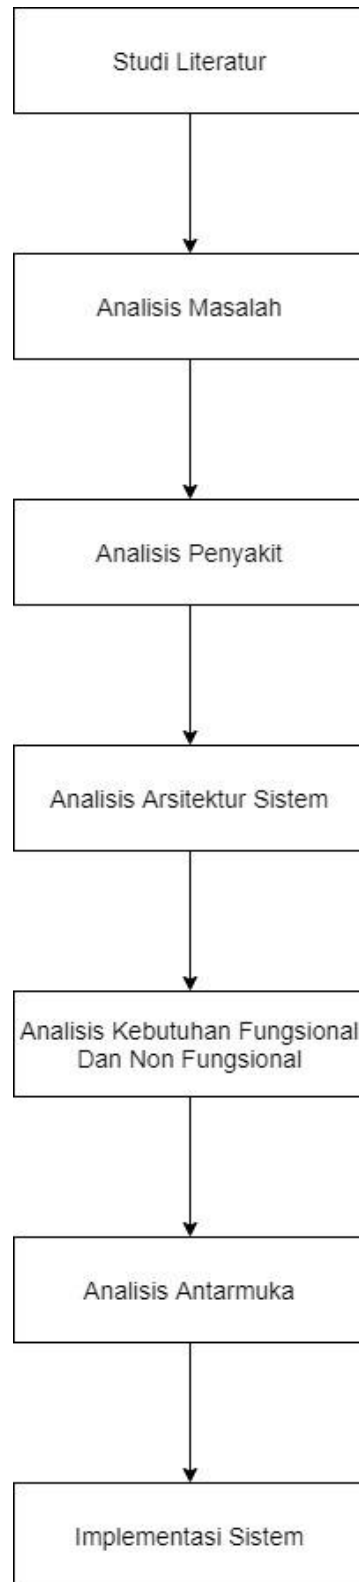 Studi Literatur
Analisis Masalah
Analisis Penyakit
Analisis Arsitektur Sistem
Analisis Kebutuhan Fungsional
Dan Non Fungsional
Analisis Antarmuka
Implementasi Sistem